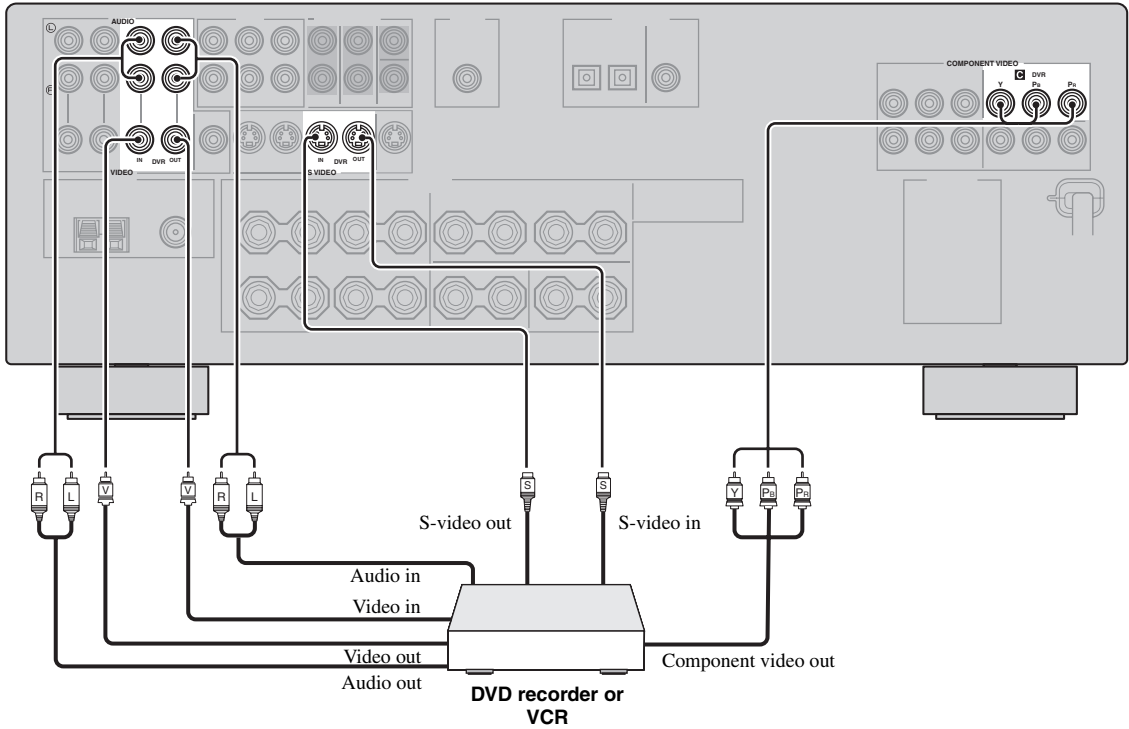 AUDIO
L
R
IN DVR OUT
VIDEO
IN DVR OUT
S VIDEO
COMPONENT VIDEO
C DVR
Y PB PR
R L V V R L S S Y PB PR
S-video out
S-video in
Audio in
Video in
Video out
Audio out
Component video out
DVD recorder or
VCR